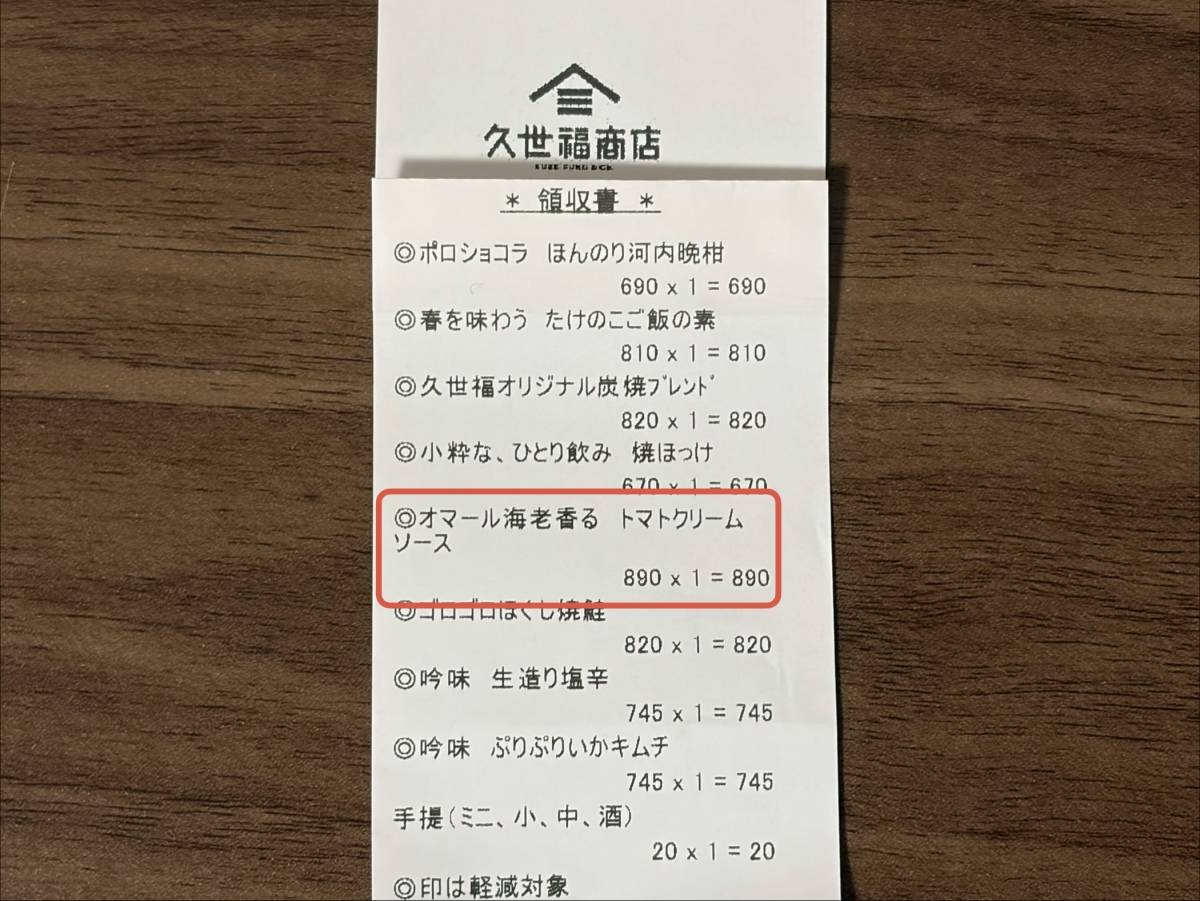 久世福商店
* 領収書 *
◎ポロショコラ ほんのり河内晩柑
690 x 1 = 690
◎春を味わう たけのこご飯の素
810 x 1 = 810
◎久世福オリジナル炭焼ﾌﾞﾚﾝﾄﾞ
820 x 1 = 820
◎小粋な、ひとり飲み 焼ほっけ
670 x 1 = 670
◎オマール海老香る トマトクリーム
ソース
890 x 1 = 890
◎ゴロゴロほぐし焼鮭
820 x 1 = 820
◎吟味 生造り塩辛
745 x 1 = 745
◎吟味 ぷりぷりいかキムチ
745 x 1 = 745
手提(ミニ、小、中、酒)
20 x 1 = 20
◎印は軽減対象